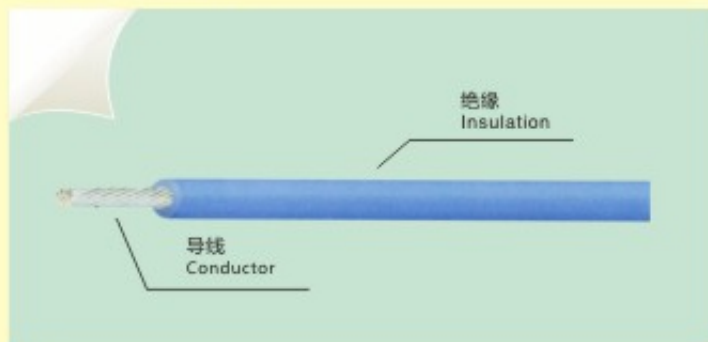 绝缘
Insulation
导线
Conductor